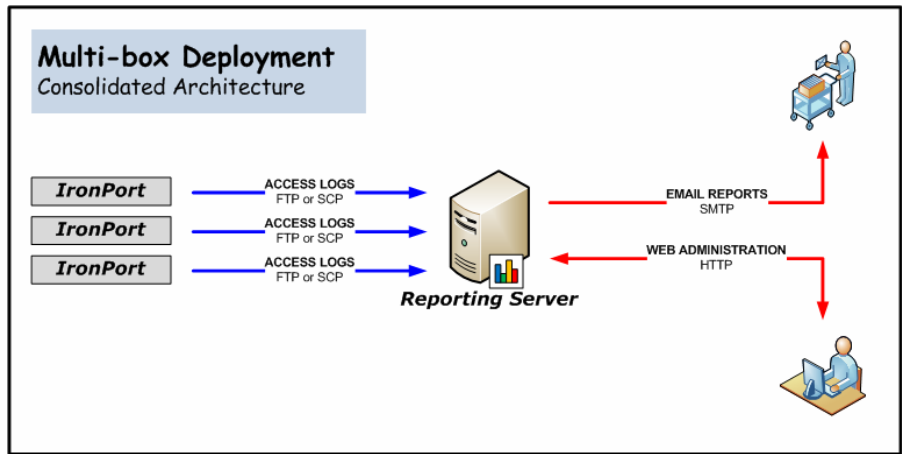 Multi-box Deployment
Consolidated Architecture
IronPort
ACCESS LOGS
FTP or SCP
IronPort
ACCESS LOGS
FTP or SCP
IronPort
ACCESS LOGS
FTP or SCP
Reporting Server
EMAIL REPORTS
SMTP
WEB ADMINISTRATION
HTTP